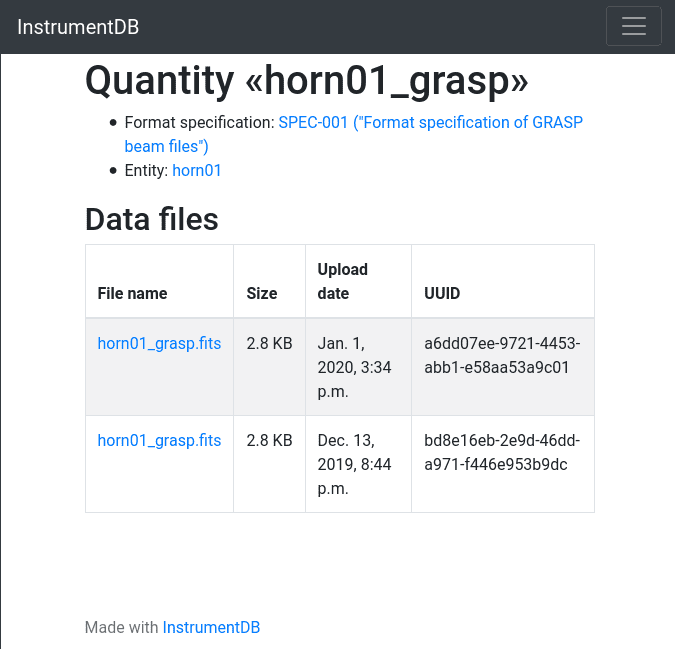 InstrumentDB
Quantity «horn01_grasp»
• Format specification: SPEC-001 ("Format specification of GRASP
beam files")
• Entity: horn01
Data files
File name Size Upload date UUID
horn01_grasp.fits 2.8 KB Jan. 1, 2020, 3:34 p.m. a6dd07ee-9721-4453-abb1-e58aa53a9c01
horn01_grasp.fits 2.8 KB Dec. 13, 2019, 8:44 p.m. bd8e16eb-2e9d-46dd-a971-f446e953b9dc
Made with InstrumentDB